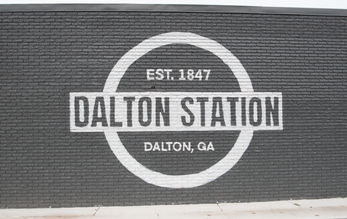 EST. 1847
DALTON STATION
DALTON, GA